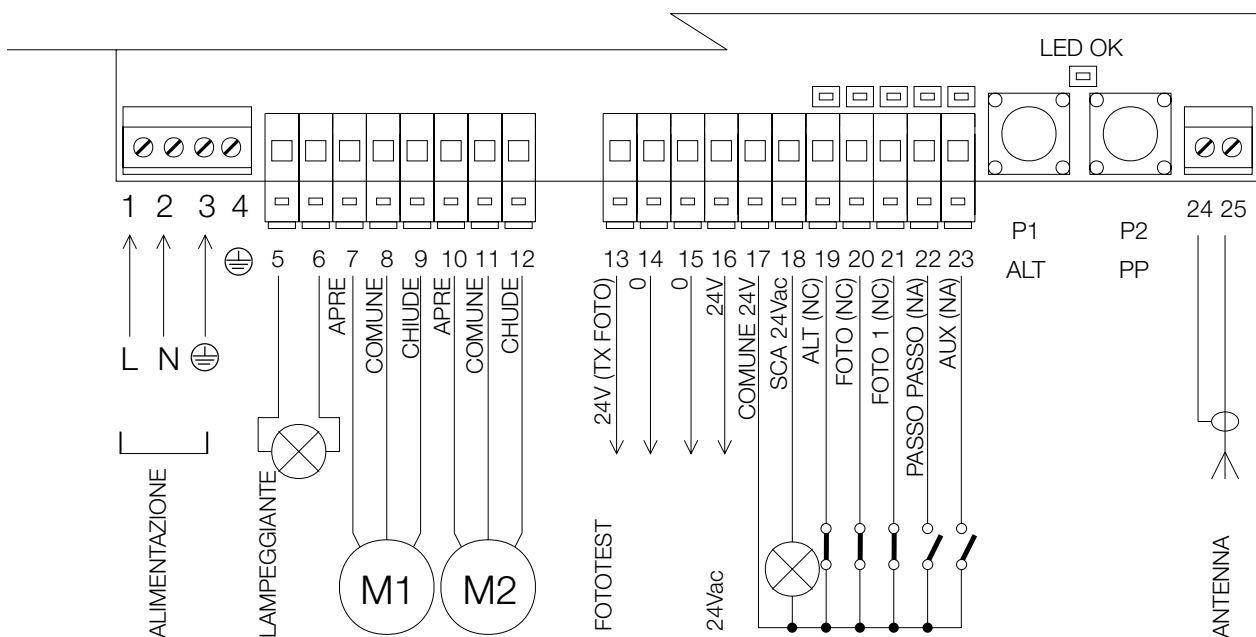 LED OK
1 2 3 4
L N
ALIMENTAZIONE
5 6 7 8 9 10 11 12
LAMPEGGIANTE
APRE
COMUNE
CHIUDE
APRE
COMUNE
CHUDE
M1
M2
13 14 15 16 17 18 19 20 21 22 23
24V (TX FOTO)
0
0
24V
COMUNE 24V
SCA 24Vac
ALT (NC)
FOTO (NC)
FOTO 1 (NC)
PASSO PASSO (NA)
AUX (NA)
FOTOTEST
24Vac
P1
ALT
P2
PP
24 25
ANTENNA